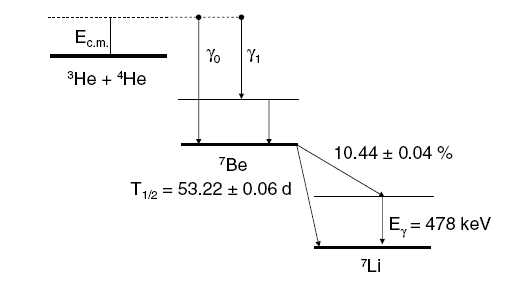 E c.m.
γ₀
γ₁
³He + ⁴He
⁷Be
10.44 ± 0.04 %
T₁/₂ = 53.22 ± 0.06 d
Eᵧ = 478 keV
⁷Li